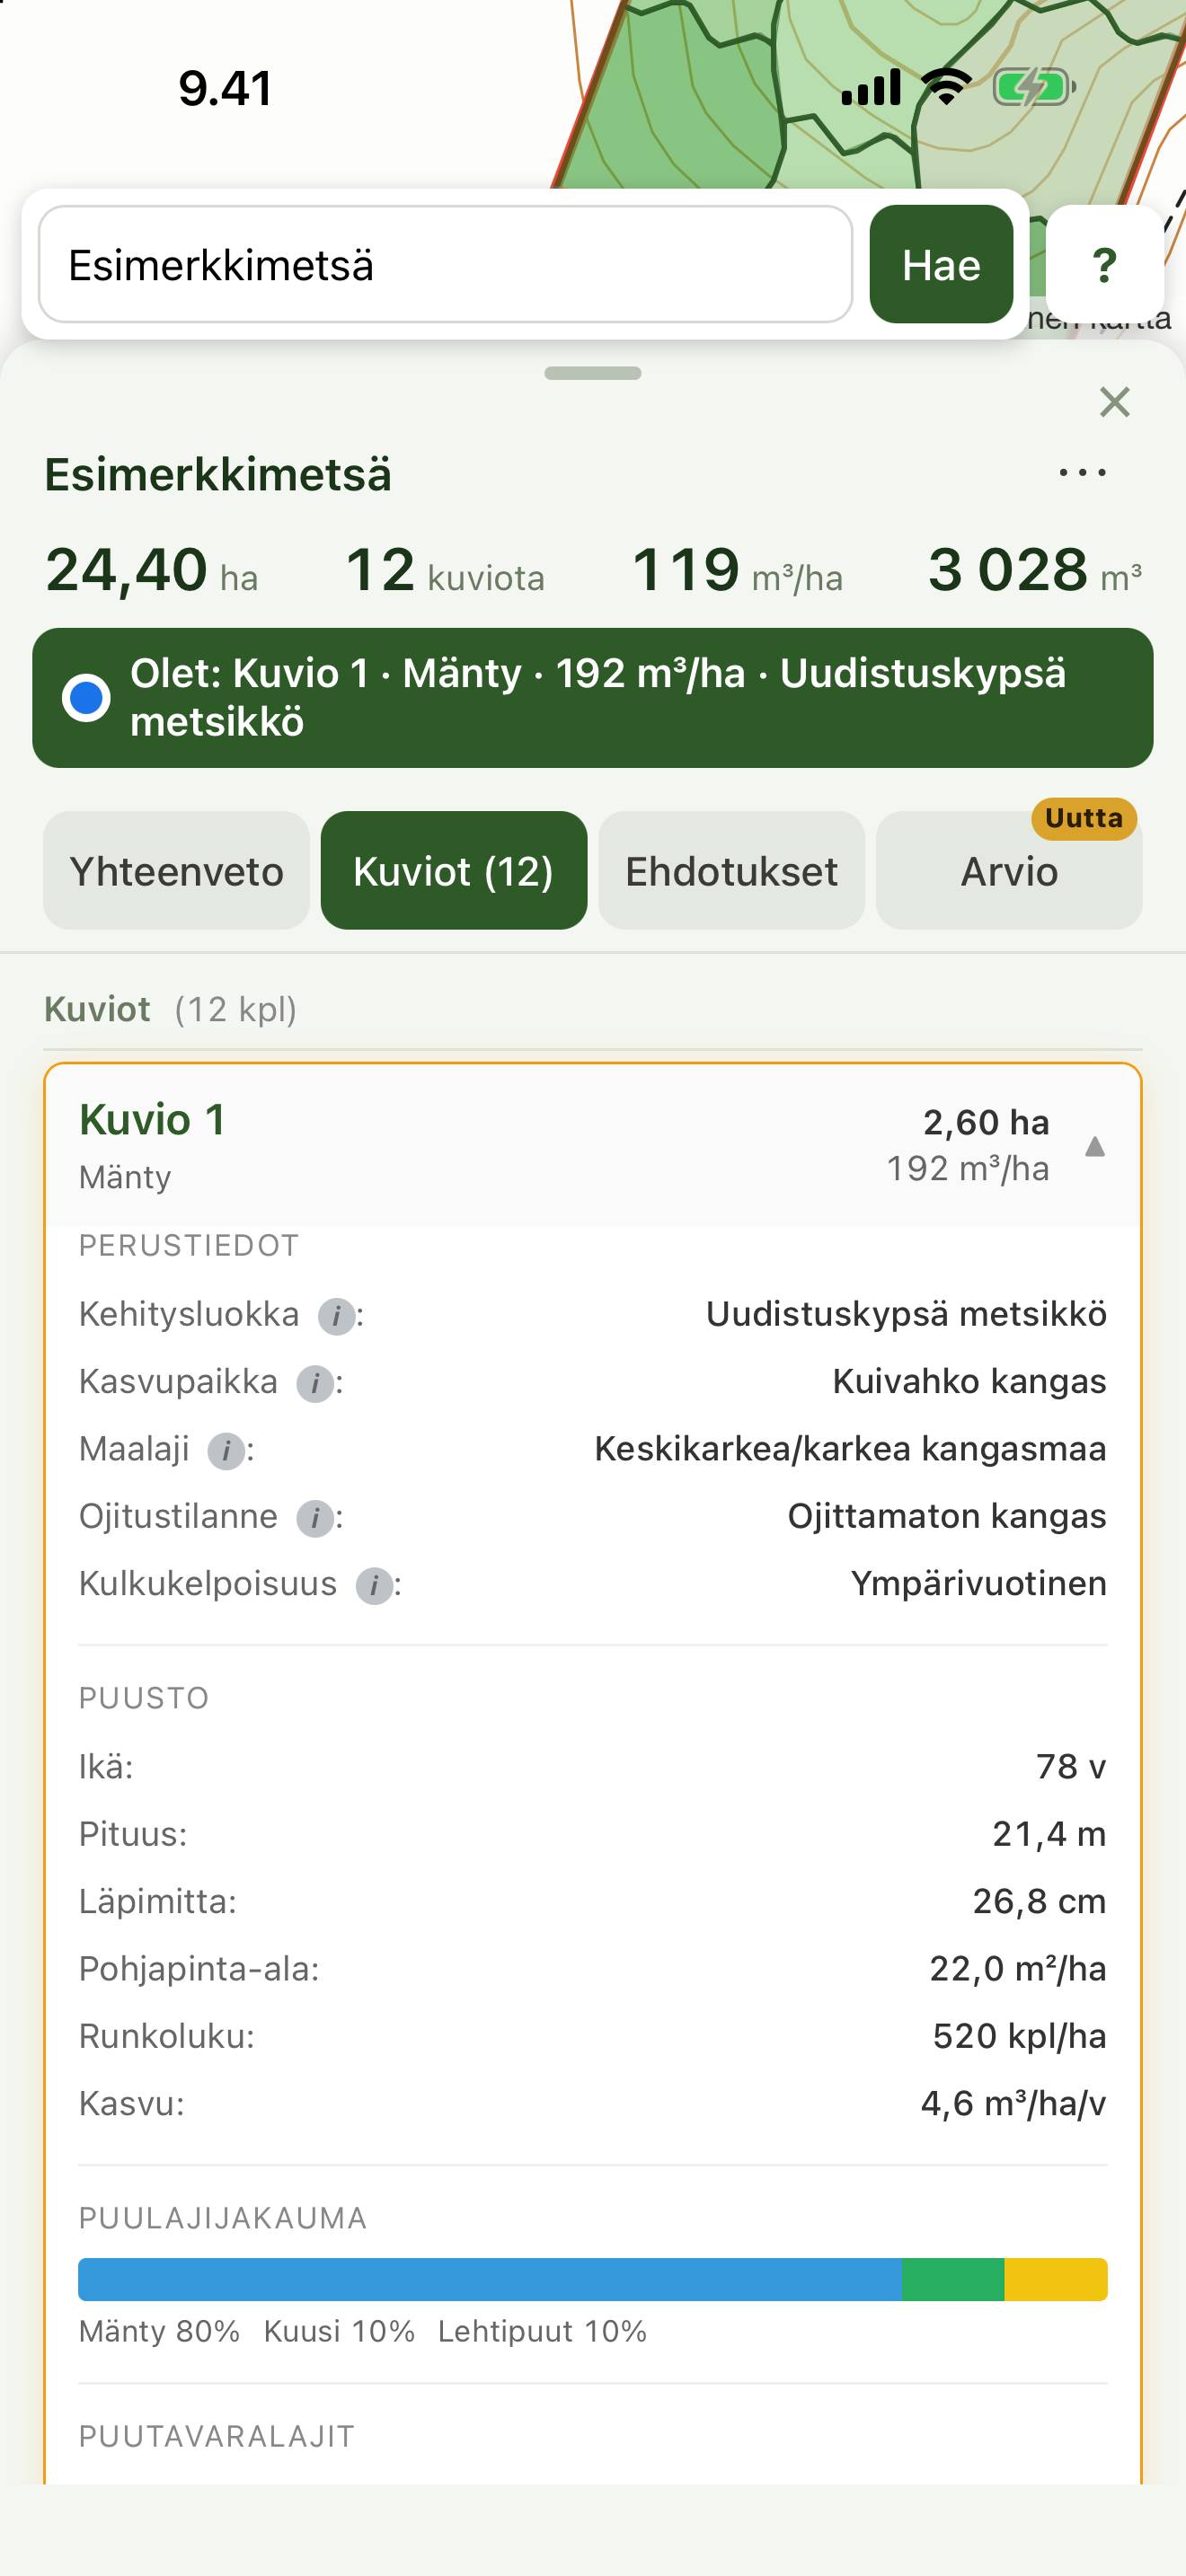 9.41
Esimerkkimetsä
Hae
?
kartta
×
Esimerkkimetsä
...
24,40 ha 12 kuviota 119 m³/ha 3 028 m³
Olet: Kuvio 1 · Mänty · 192 m³/ha · Uudistuskypsä
metsikkö
Uutta
Yhteenveto Kuviot (12) Ehdotukset Arvio
Kuviot (12 kpl)
Kuvio 1 2,60 ha
Mänty 192 m³/ha
PERUSTIEDOT
Kehitysluokka i: Uudistuskypsä metsikkö
Kasvupaikka i: Kuivahko kangas
Maalaji i: Keskikarkea/karkea kangasmaa
Ojitustilanne i: Ojittamaton kangas
Kulkukelpoisuus i: Ympärivuotinen
PUUSTO
Ikä: 78 v
Pituus: 21,4 m
Läpimitta: 26,8 cm
Pohjapinta-ala: 22,0 m²/ha
Runkoluku: 520 kpl/ha
Kasvu: 4,6 m³/ha/v
PUULAJIJAKAUMA
Mänty 80% Kuusi 10% Lehtipuut 10%
PUUTAVARALAJIT